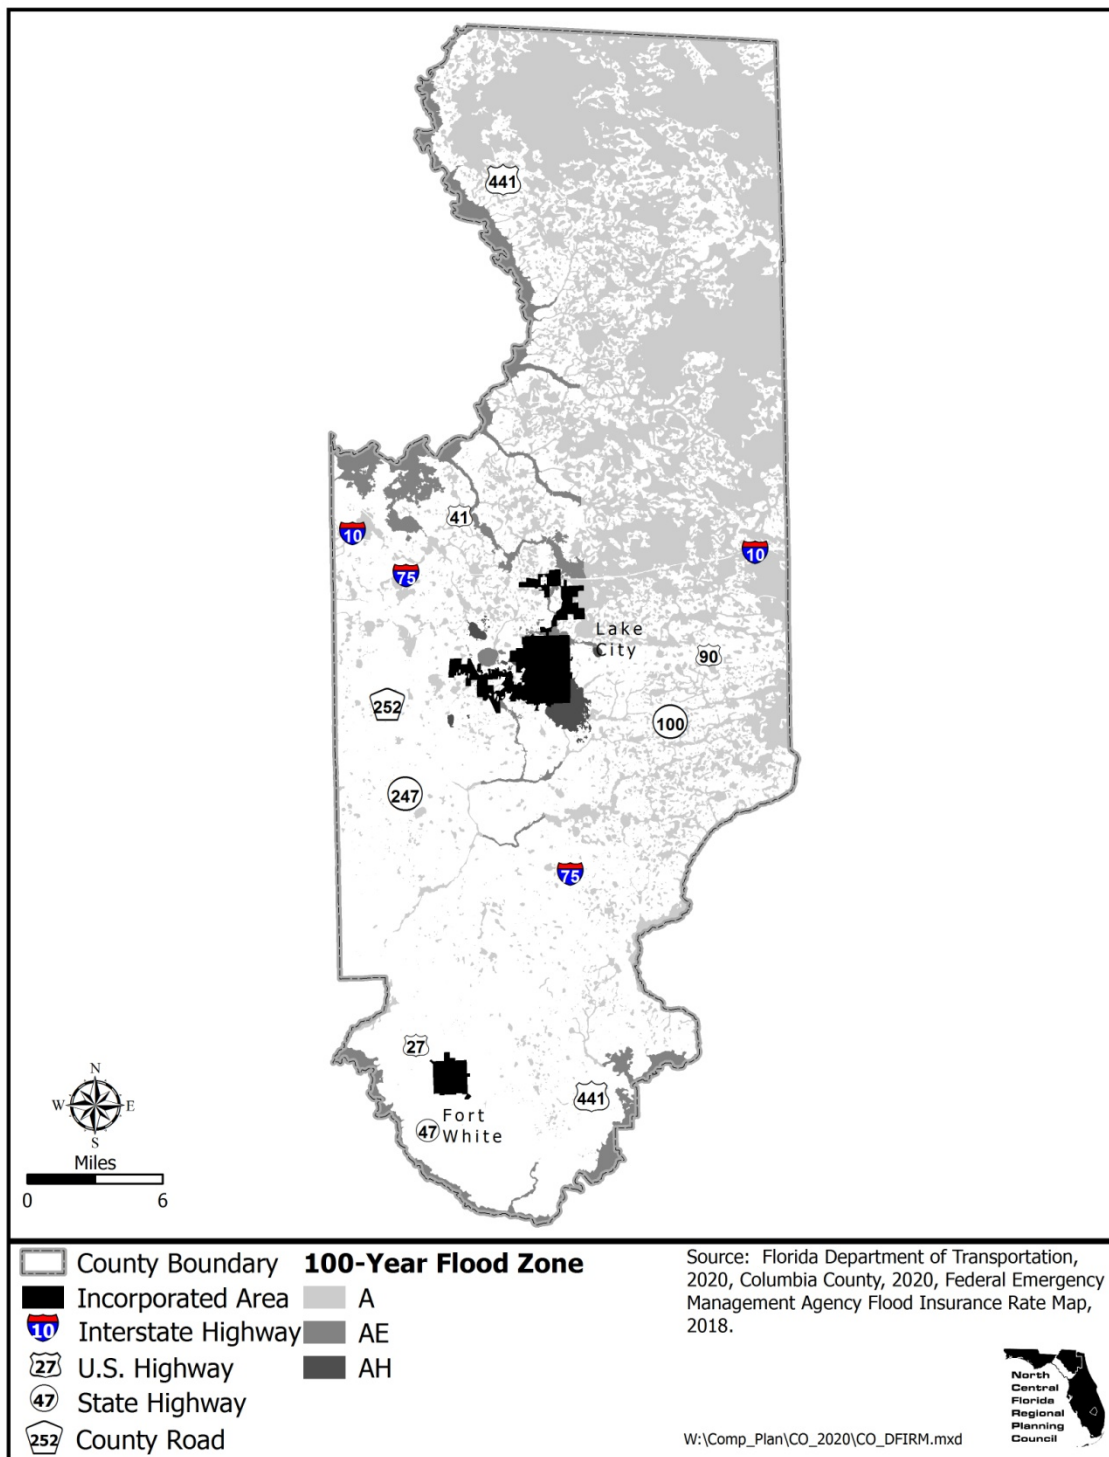 441
41
10
75
10
Lake
City
90
252
100
247
75
27
441
47
Fort
White
N
W
E
S
Miles
0
6
County Boundary
Incorporated Area
10
Interstate Highway
27
U.S. Highway
47
State Highway
252
County Road
100-Year Flood Zone
A
AE
AH
Source: Florida Department of Transportation,
2020, Columbia County, 2020, Federal Emergency
Management Agency Flood Insurance Rate Map,
2018.
North
Central
Florida
Regional
Planning
Council
W:\Comp_Plan\CO_2020\CO_DFIRM.mxd